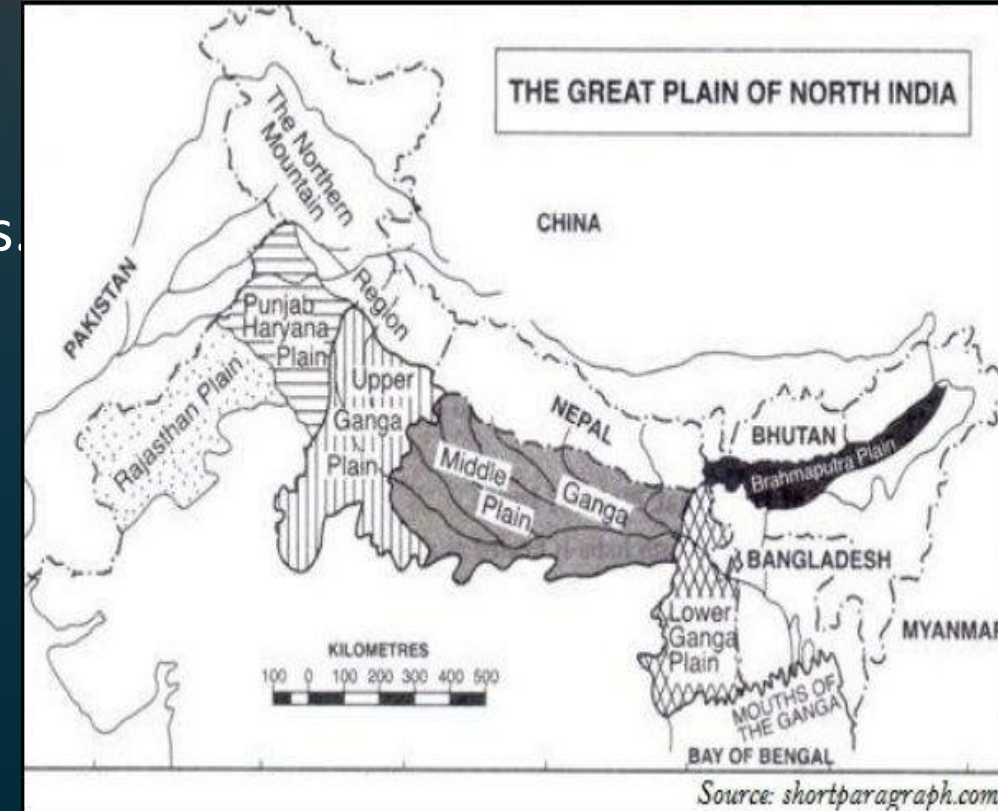 THE GREAT PLAIN OF NORTH INDIA
The Northern
Mountain
Region
CHINA
s.
PAKISTAN
Punjab
Haryana
Plain
Rajasthan Plain
Upper
Ganga
Plain
NEPAL
Middle
Ganga
Plain
BHUTAN
Brahmaputra Plain
BANGLADESH
Lower
Ganga
Plain
MYANMAR
KILOMETRES
100 0 100 200 300 400 500
MOUTHS OF
THE GANGA
BAY OF BENGAL
Source: shortparagraph.com